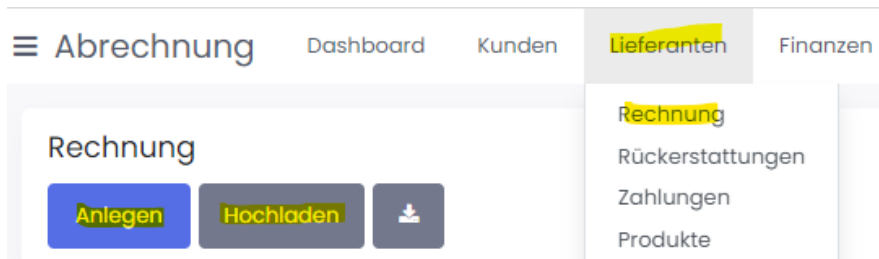 Abrechnung Dashboard Kunden Lieferanten Finanzen
Rechnung
Rückerstattungen
Zahlungen
Produkte
Rechnung
Anlegen Hochladen